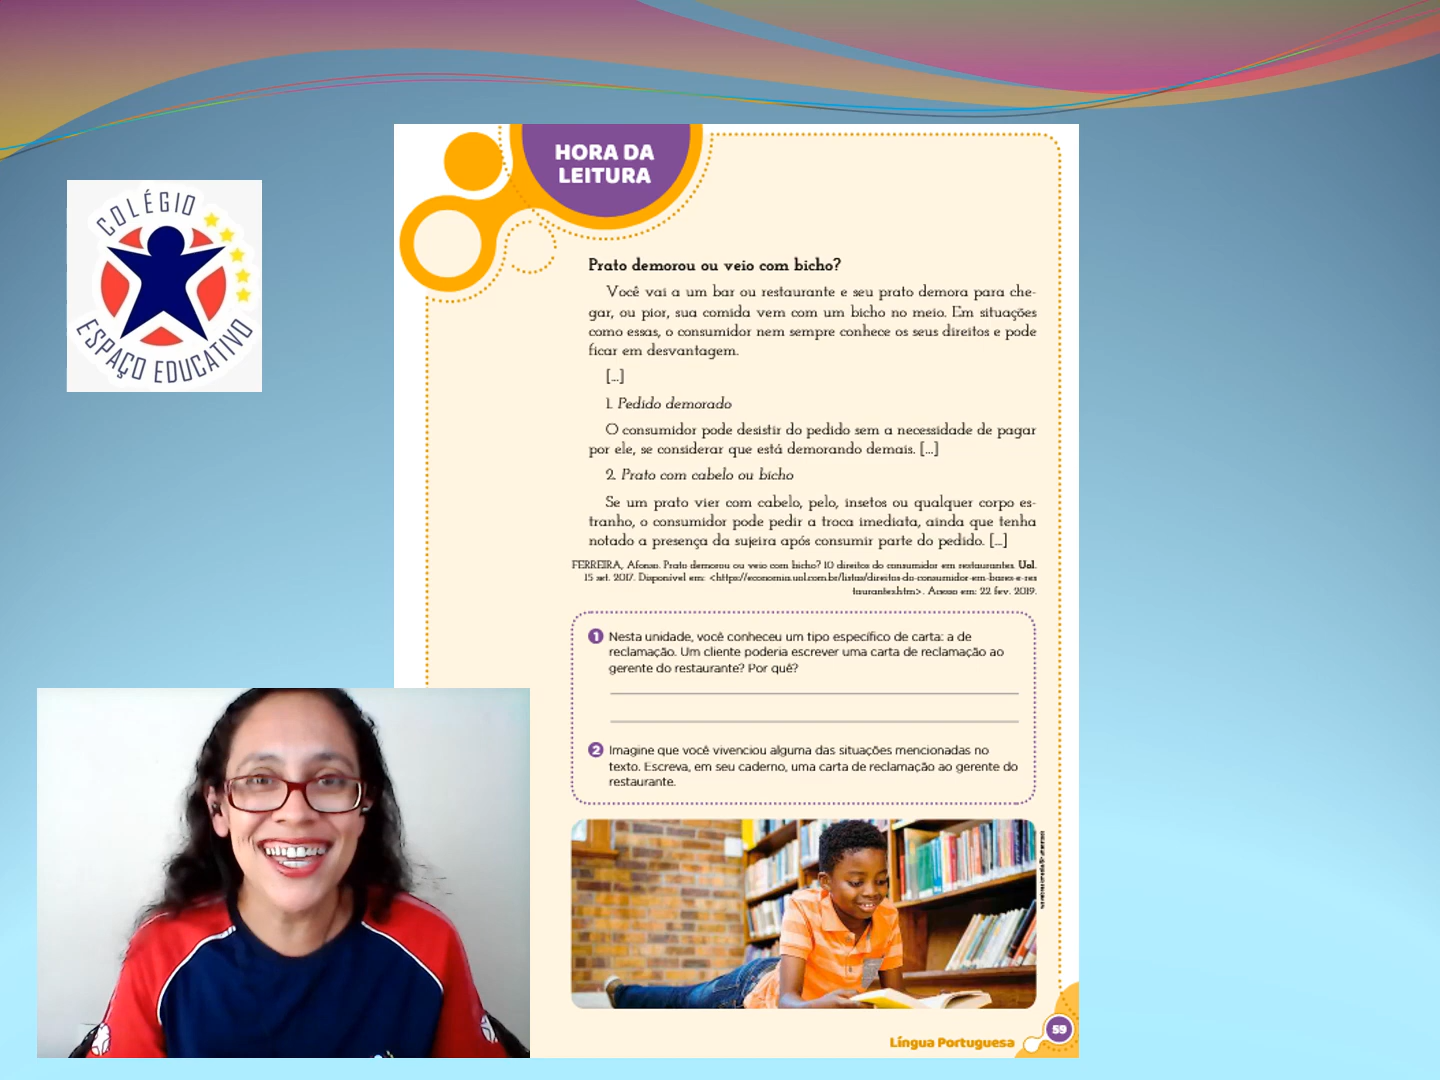 COLÉGIO
ESPAÇO EDUCATIVO
HORA DA
LEITURA
Prato demorou ou veio com bicho?
Você vai a um bar ou restaurante e seu prato demora para che-
gar, ou pior, sua comida vem com um bicho no meio. Em situações
como essas, o consumidor nem sempre conhece os seus direitos e pode
ficar em desvantagem.
[...]
1. Pedido demorado
O consumidor pode desistir do pedido sem a necessidade de pagar
por ele, se considerar que está demorando demais. [...]
2. Prato com cabelo ou bicho
Se um prato vier com cabelo, pelo, insetos ou qualquer corpo es-
tranho, o consumidor pode pedir a troca imediata, ainda que tenha
notado a presença da sujeira após consumir parte do pedido. [...]
FERREIRA, Afonso. Prato demorou ou veio com bicho? 10 direitos do consumidor em restaurantes. Uol.
15 set. 2017. Disponível em: <https://economia.uol.com.br/listas/direitos-do-consumidor-em-bares-e-res
taurantes.htm>. Acesso em: 22 fev. 2019.
1 Nesta unidade, você conheceu um tipo específico de carta: a de
reclamação. Um cliente poderia escrever uma carta de reclamação ao
gerente do restaurante? Por quê?
2 Imagine que você vivenciou alguma das situações mencionadas no
texto. Escreva, em seu caderno, uma carta de reclamação ao gerente do
restaurante.
Língua Portuguesa
59